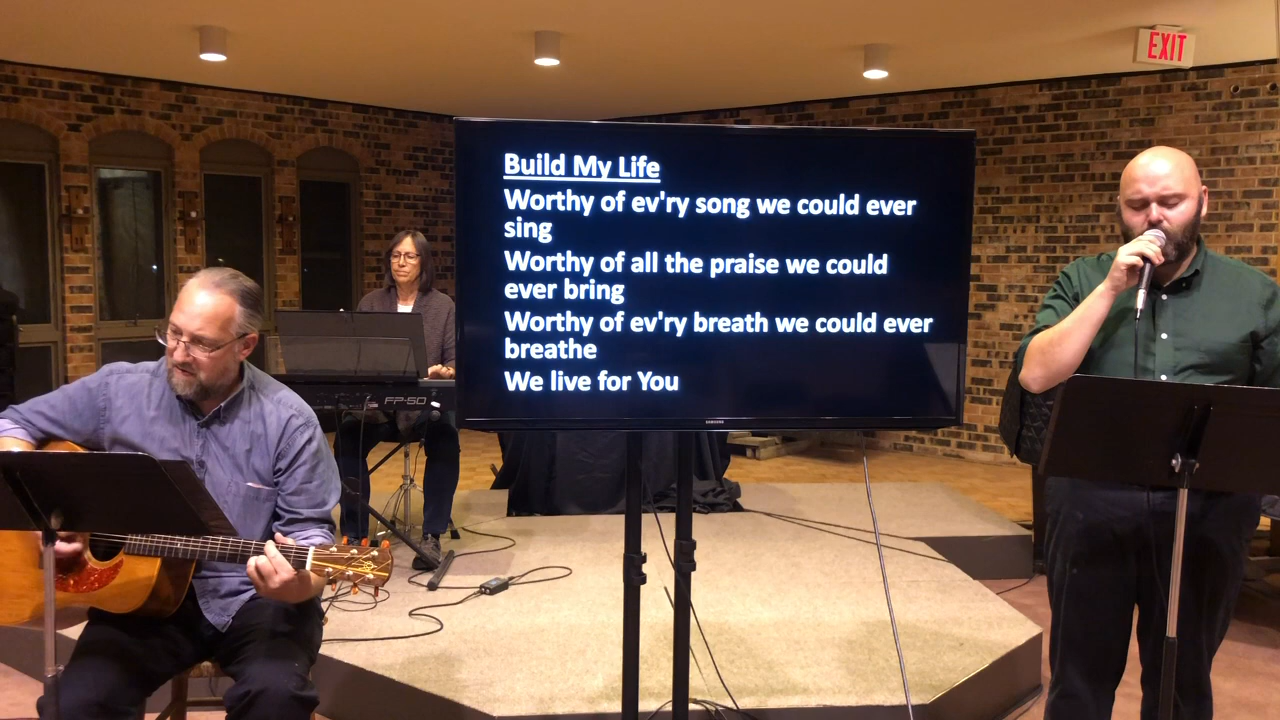 EXIT
Build My Life
Worthy of ev'ry song we could ever
sing
Worthy of all the praise we could
ever bring
Worthy of ev'ry breath we could ever
breathe
We live for You
SAMSUNG
FP-50